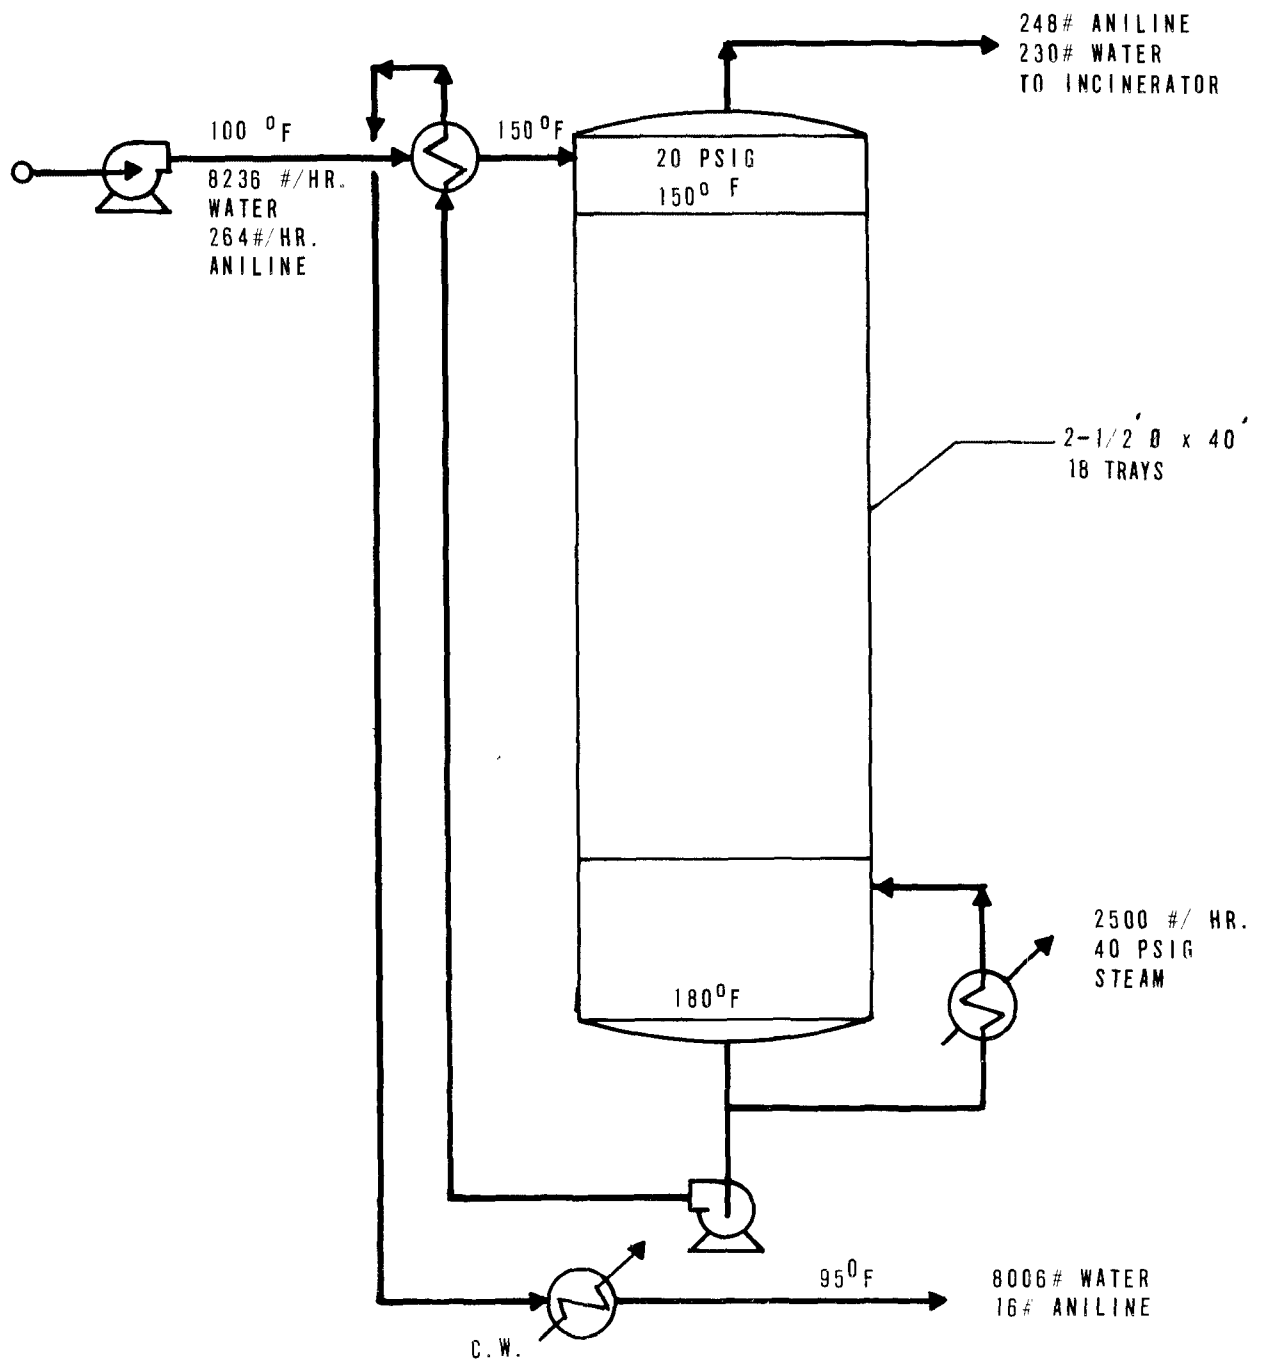 248# ANILINE
230# WATER
TO INCINERATOR
100 °F
150°F
8236 #/HR.
WATER
264#/HR.
ANILINE
20 PSIG
150° F
2-1/2' Ø x 40'
18 TRAYS
2500 #/ HR.
40 PSIG
STEAM
180°F
95°F
8006# WATER
16# ANILINE
C.W.